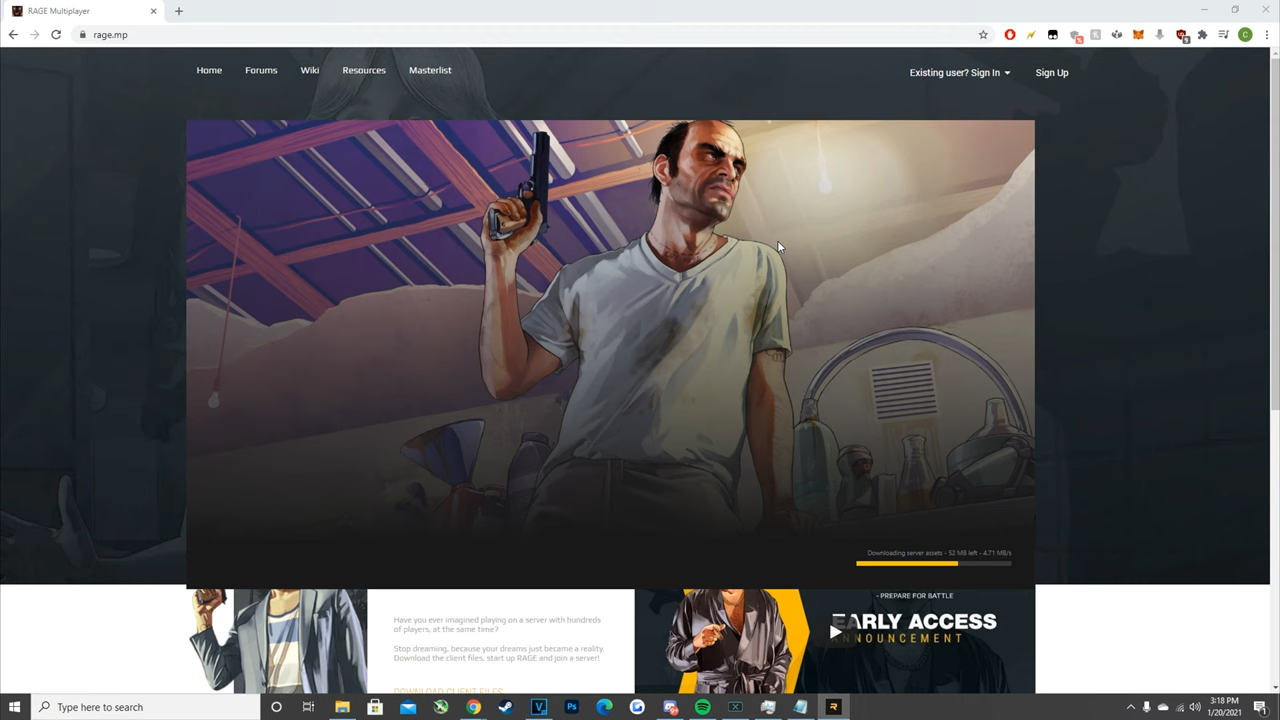 RAGE Multiplayer
rage.mp
Home Forums Wiki Resources Masterlist
Existing user? Sign In Sign Up
Downloading server assets - 52 MB left - 4.71 MB/s
- PREPARE FOR BATTLE
EARLY ACCESS
ANNOUNCEMENT
Have you ever imagined playing on a server with hundreds
of players, at the same time?
Stop dreaming, because your dreams just became a reality.
Download the client files, start up RAGE and join a server!
DOWNLOAD CLIENT FILES
Type here to search
3:18 PM
1/20/2021